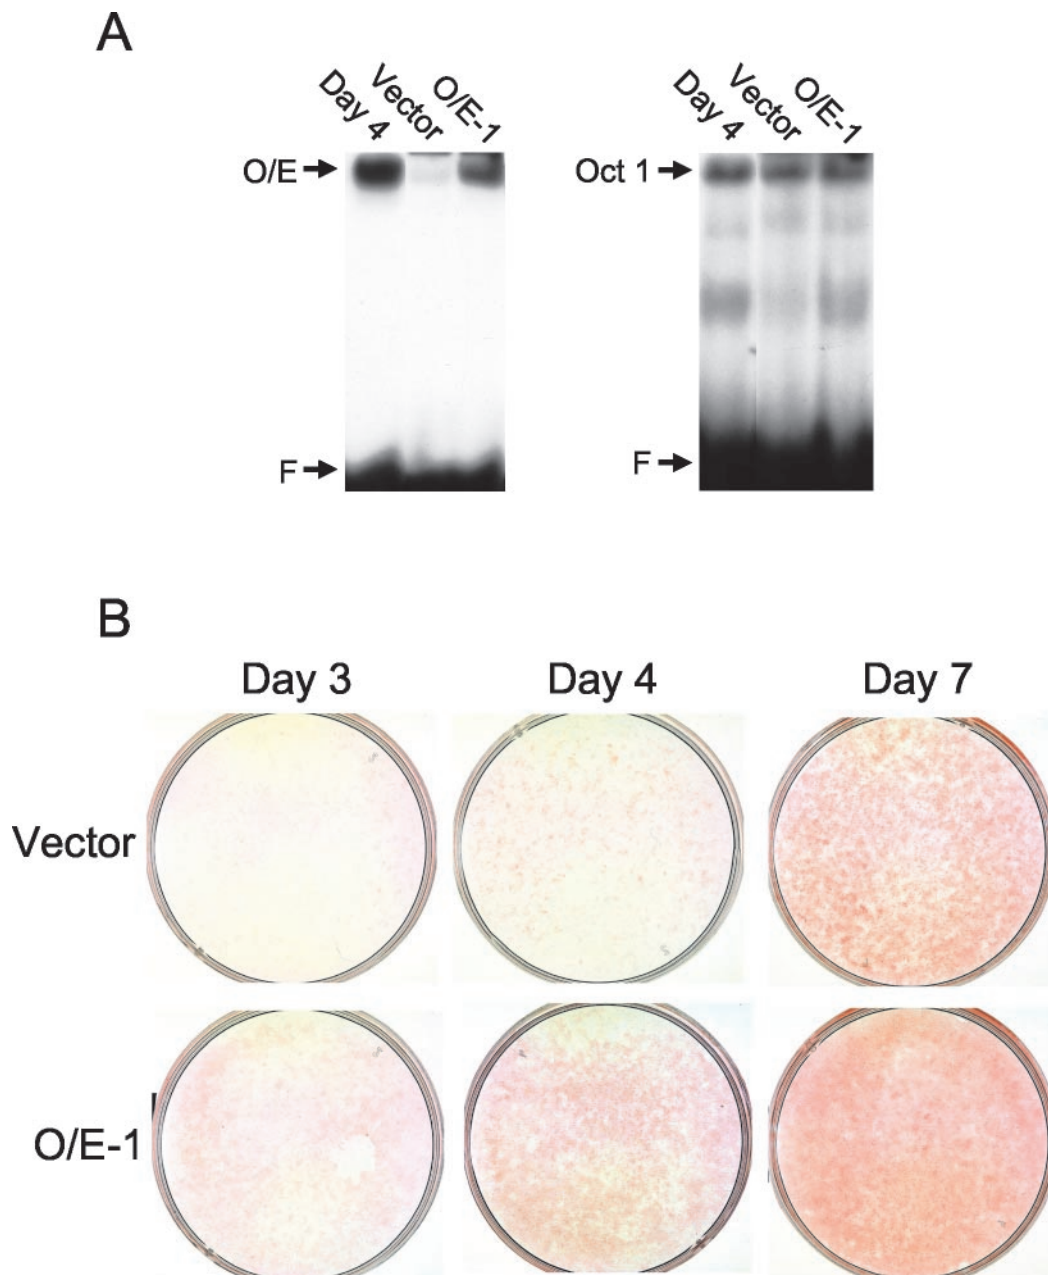 A
Day 4 Vector O/E-1 Day 4 Vector O/E-1
O/E Oct 1
F F
B
Day 3 Day 4 Day 7
Vector
O/E-1